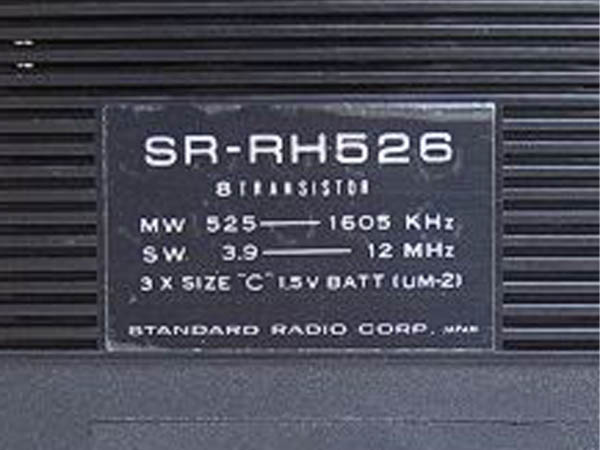 SR-RH526
8 TRANSISTOR
MW 525—1605 KHz
SW. 3.9—12 MHz
3 X SIZE "C" 1.5V BATT (UM-2)
STANDARD RADIO CORP. JAPAN